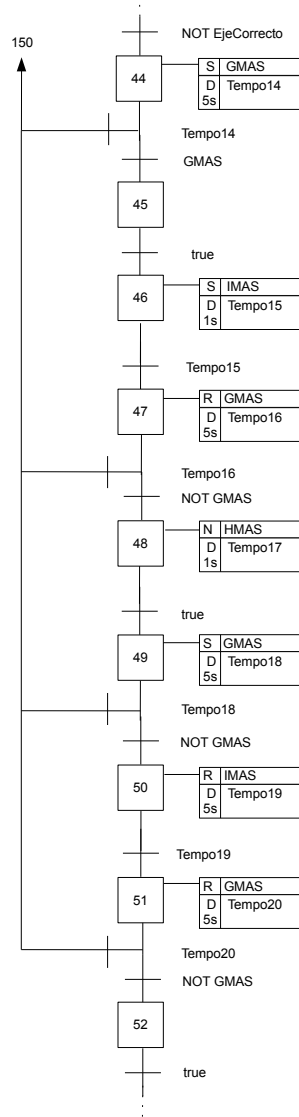 NOT EjeCorrecto
150
44
S GMAS
D Tempo14
5s
Tempo14
GMAS
45
true
46
S IMAS
D Tempo15
1s
Tempo15
47
R GMAS
D Tempo16
5s
Tempo16
NOT GMAS
48
N HMAS
D Tempo17
1s
true
49
S GMAS
D Tempo18
5s
Tempo18
NOT GMAS
50
R IMAS
D Tempo19
5s
Tempo19
51
R GMAS
D Tempo20
5s
Tempo20
NOT GMAS
52
true